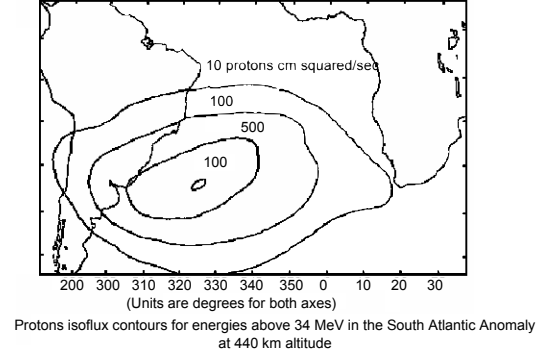 10 protons cm squared/sec
100
500
100
200 300 310 320 330 340 350 0 10 20 30
(Units are degrees for both axes)
Protons isoflux contours for energies above 34 MeV in the South Atlantic Anomaly
at 440 km altitude